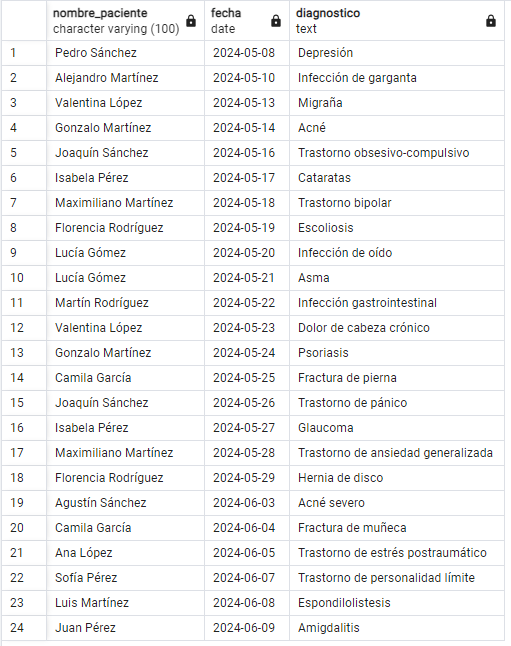 nombre_paciente fecha diagnostico
character varying (100) date text
1 Pedro Sánchez 2024-05-08 Depresión
2 Alejandro Martínez 2024-05-10 Infección de garganta
3 Valentina López 2024-05-13 Migraña
4 Gonzalo Martínez 2024-05-14 Acné
5 Joaquín Sánchez 2024-05-16 Trastorno obsesivo-compulsivo
6 Isabela Pérez 2024-05-17 Cataratas
7 Maximiliano Martínez 2024-05-18 Trastorno bipolar
8 Florencia Rodríguez 2024-05-19 Escoliosis
9 Lucía Gómez 2024-05-20 Infección de oído
10 Lucía Gómez 2024-05-21 Asma
11 Martín Rodríguez 2024-05-22 Infección gastrointestinal
12 Valentina López 2024-05-23 Dolor de cabeza crónico
13 Gonzalo Martínez 2024-05-24 Psoriasis
14 Camila García 2024-05-25 Fractura de pierna
15 Joaquín Sánchez 2024-05-26 Trastorno de pánico
16 Isabela Pérez 2024-05-27 Glaucoma
17 Maximiliano Martínez 2024-05-28 Trastorno de ansiedad generalizada
18 Florencia Rodríguez 2024-05-29 Hernia de disco
19 Agustín Sánchez 2024-06-03 Acné severo
20 Camila García 2024-06-04 Fractura de muñeca
21 Ana López 2024-06-05 Trastorno de estrés postraumático
22 Sofía Pérez 2024-06-07 Trastorno de personalidad límite
23 Luis Martínez 2024-06-08 Espondilolistesis
24 Juan Pérez 2024-06-09 Amigdalitis